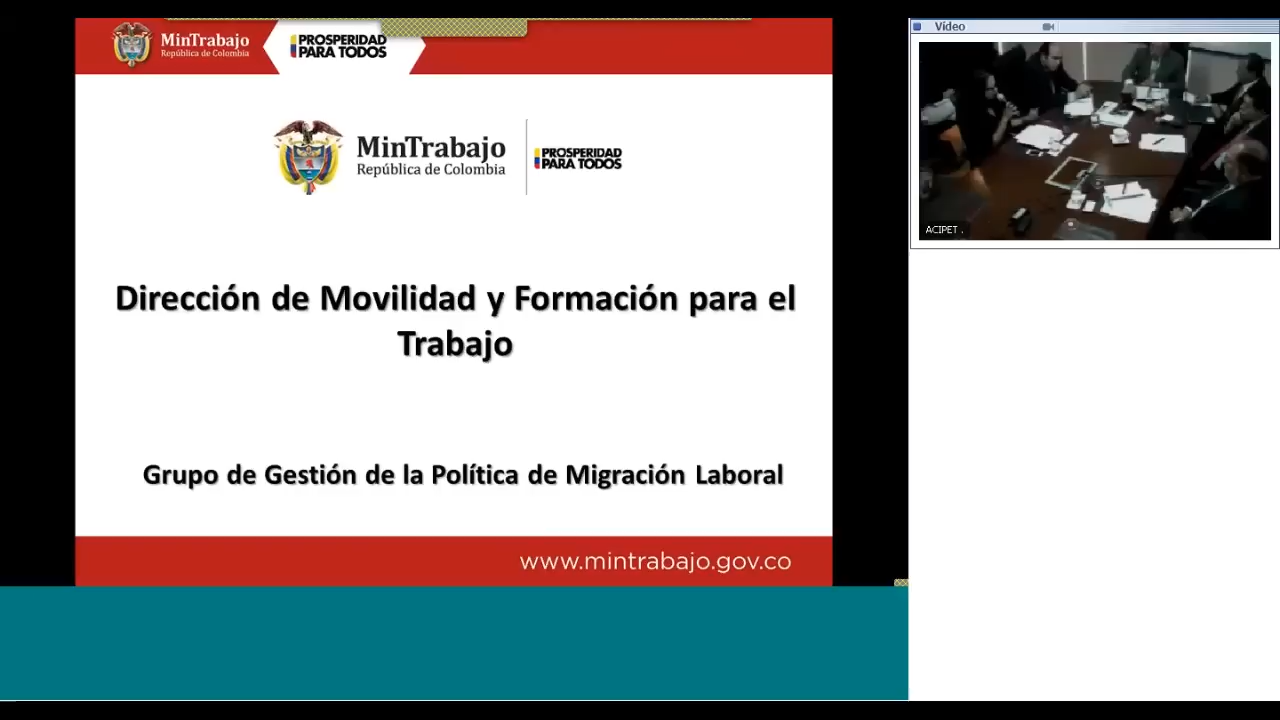 MinTrabajo
República de Colombia
PROSPERIDAD
PARA TODOS
MinTrabajo
República de Colombia
PROSPERIDAD
PARA TODOS
Dirección de Movilidad y Formación para el
Trabajo
Grupo de Gestión de la Política de Migración Laboral
www.mintrabajo.gov.co
Vídeo
ACIPET .